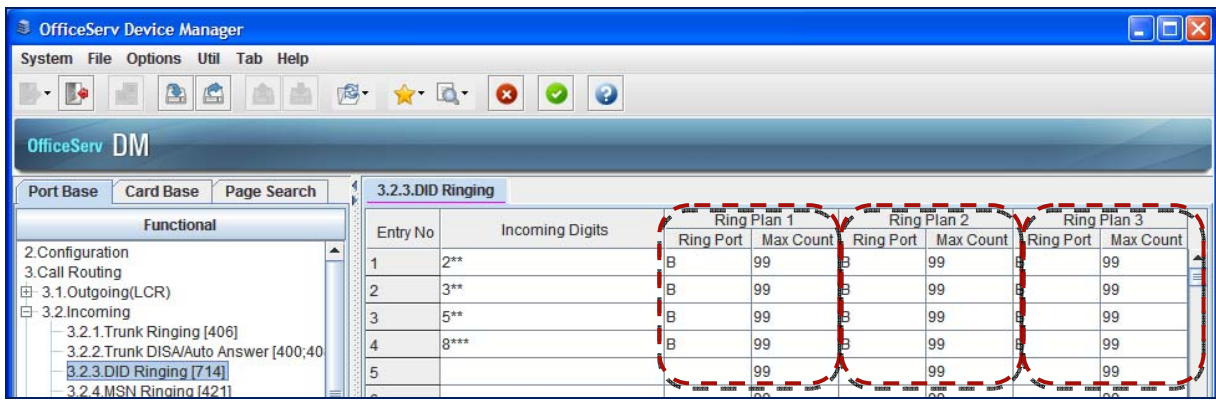 OfficeServ Device Manager
System File Options Util Tab Help
OfficeServ DM
Port Base Card Base Page Search
Functional
2.Configuration
3.Call Routing
3.1.Outgoing(LCR)
3.2.Incoming
3.2.1.Trunk Ringing [406]
3.2.2.Trunk DISA/Auto Answer [400;40
3.2.3.DID Ringing [714]
3.2.4.MSN Ringing [421]
3.2.3.DID Ringing
Entry No Incoming Digits Ring Plan 1 Ring Plan 2 Ring Plan 3
Ring Port Max Count Ring Port Max Count Ring Port Max Count
1 2** B 99 B 99 B 99
2 3** B 99 B 99 B 99
3 5** B 99 B 99 B 99
4 8*** B 99 B 99 B 99
5 99 99 99